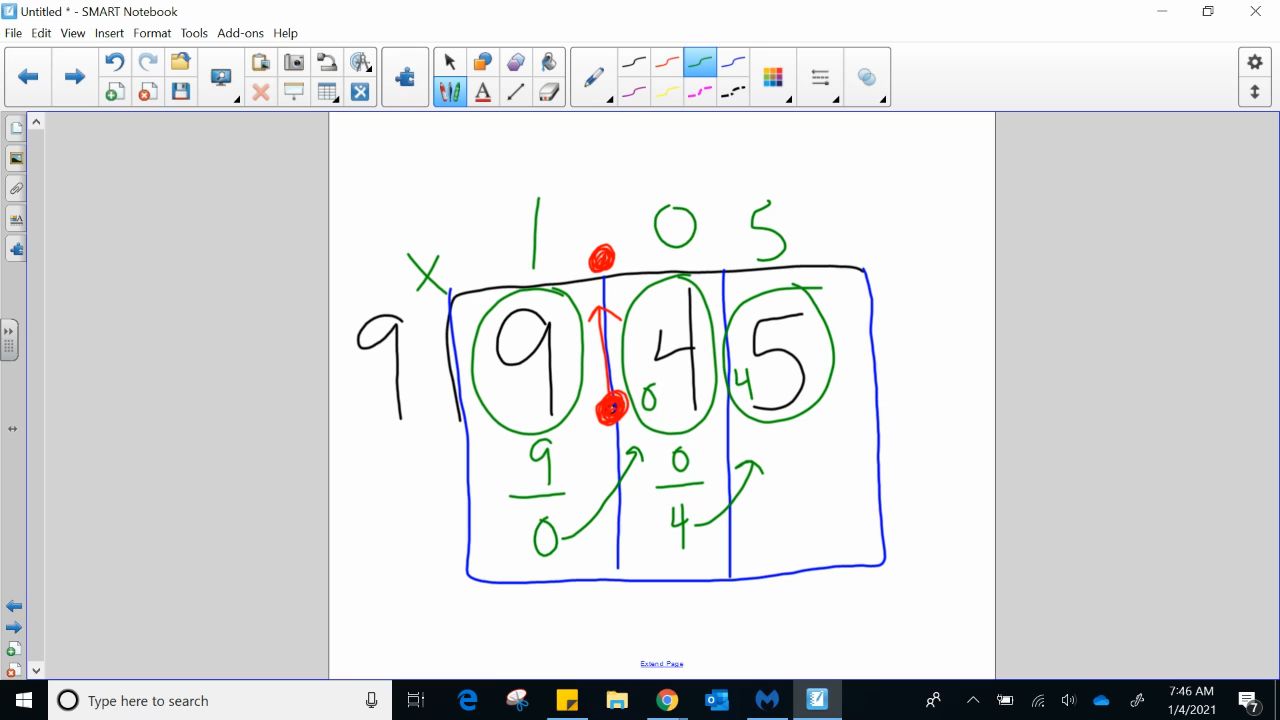 Untitled * - SMART Notebook
File Edit View Insert Format Tools Add-ons Help
1 . 0 5
x
9 9 . 0 4 4 5
9 0
0 4
Extend Page
Type here to search
7:46 AM
1/4/2021
7